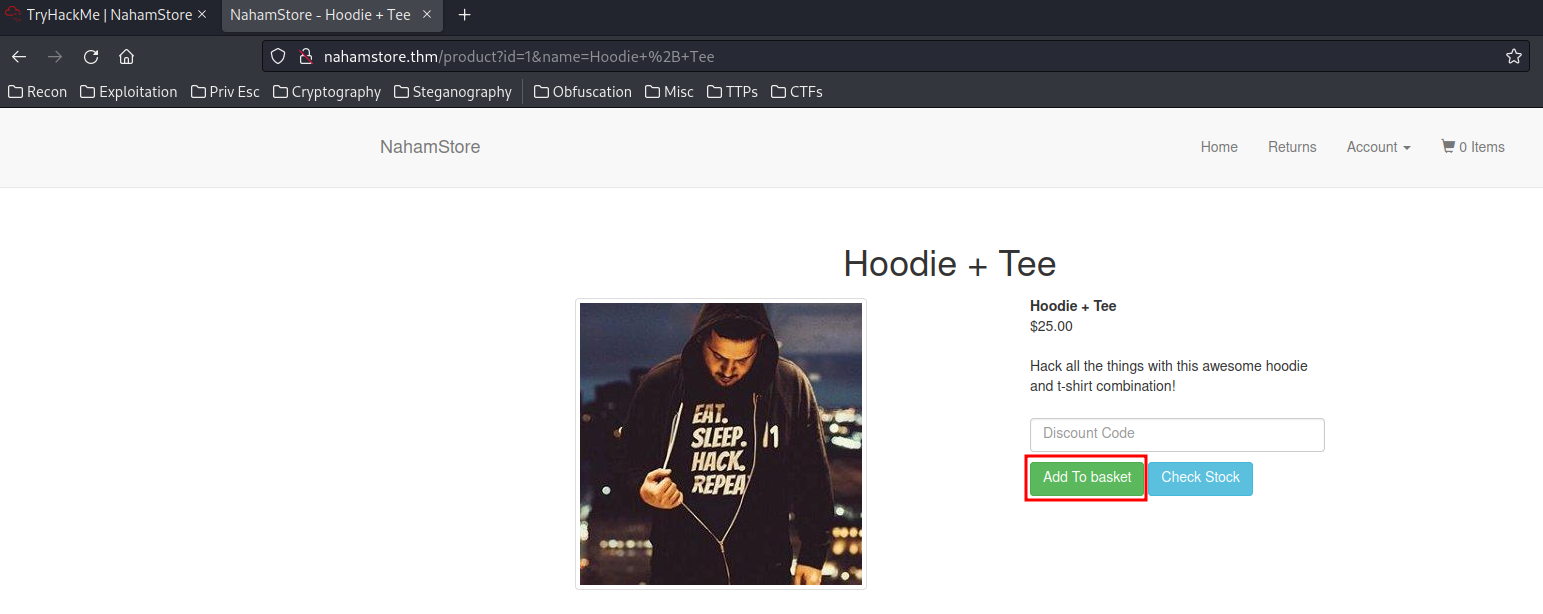 TryHackMe | NahamStore
NahamStore - Hoodie + Tee
nahamstore.thm/product?id=1&name=Hoodie+%2B+Tee
Recon Exploitation Priv Esc Cryptography Steganography Obfuscation Misc TTPs CTFs
NahamStore Home Returns Account 0 Items
Hoodie + Tee
EAT.
SLEEP.
HACK.
REPEA
Hoodie + Tee
$25.00
Hack all the things with this awesome hoodie
and t-shirt combination!
Discount Code
Add To basket Check Stock